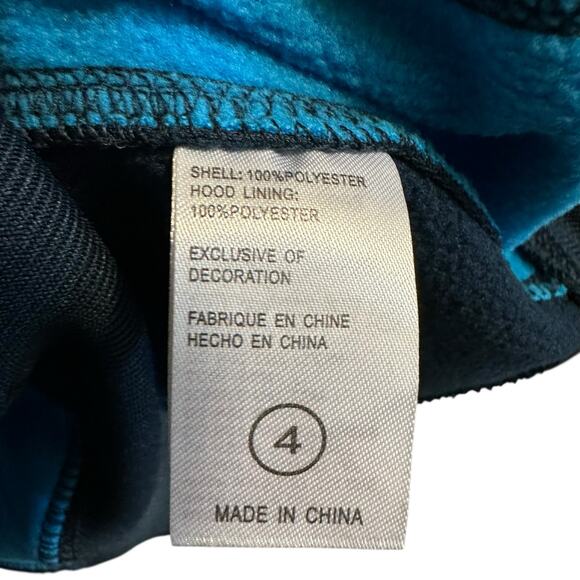 SHELL: 100%POLYESTER
HOOD LINING:
100%POLYESTER
EXCLUSIVE OF
DECORATION
FABRIQUE EN CHINE
HECHO EN CHINA
4
MADE IN CHINA